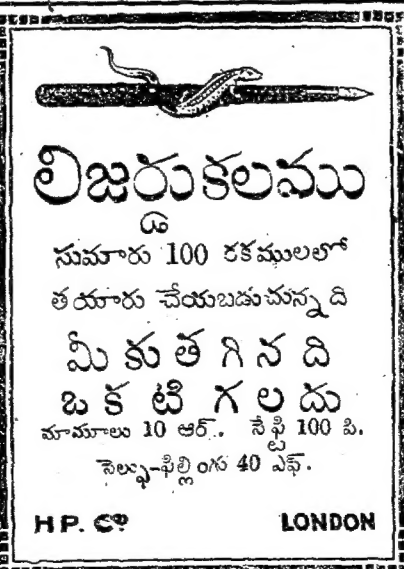 లిజర్డు కలము
సుమారు 100 రకములలో
తయారు చేయబడుచున్నది
మీకు తగినది
ఒకటి గలదు
మామూలు 10 ఆర్. సేఫ్టి 100 పి.
సెల్ఫు-ఫిల్లింగు 40 ఎఫ్.
HP. Co LONDON